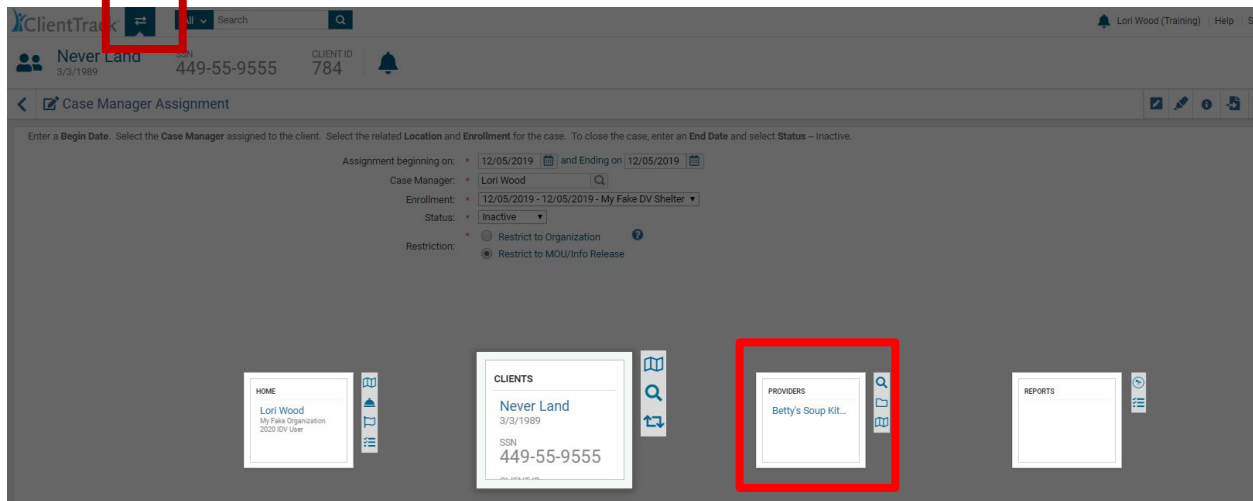 ClientTrack All Search Lori Wood (Training) Help S
Never Land SSN CLIENT ID
3/3/1989 449-55-9555 784
Case Manager Assignment
Enter a Begin Date. Select the Case Manager assigned to the client. Select the related Location and Enrollment for the case. To close the case, enter an End Date and select Status – Inactive.
Assignment beginning on: * 12/05/2019 and Ending on 12/05/2019
Case Manager: * Lori Wood
Enrollment: * 12/05/2019 - 12/05/2019 - My Fake DV Shelter
Status: * Inactive
Restriction: * Restrict to Organization
Restrict to MOU/Info Release
HOME
Lori Wood
My Fake Organization
2020 IDV User
CLIENTS
Never Land
3/3/1989
SSN
449-55-9555
CLIENT ID
PROVIDERS
Betty's Soup Kit...
REPORTS